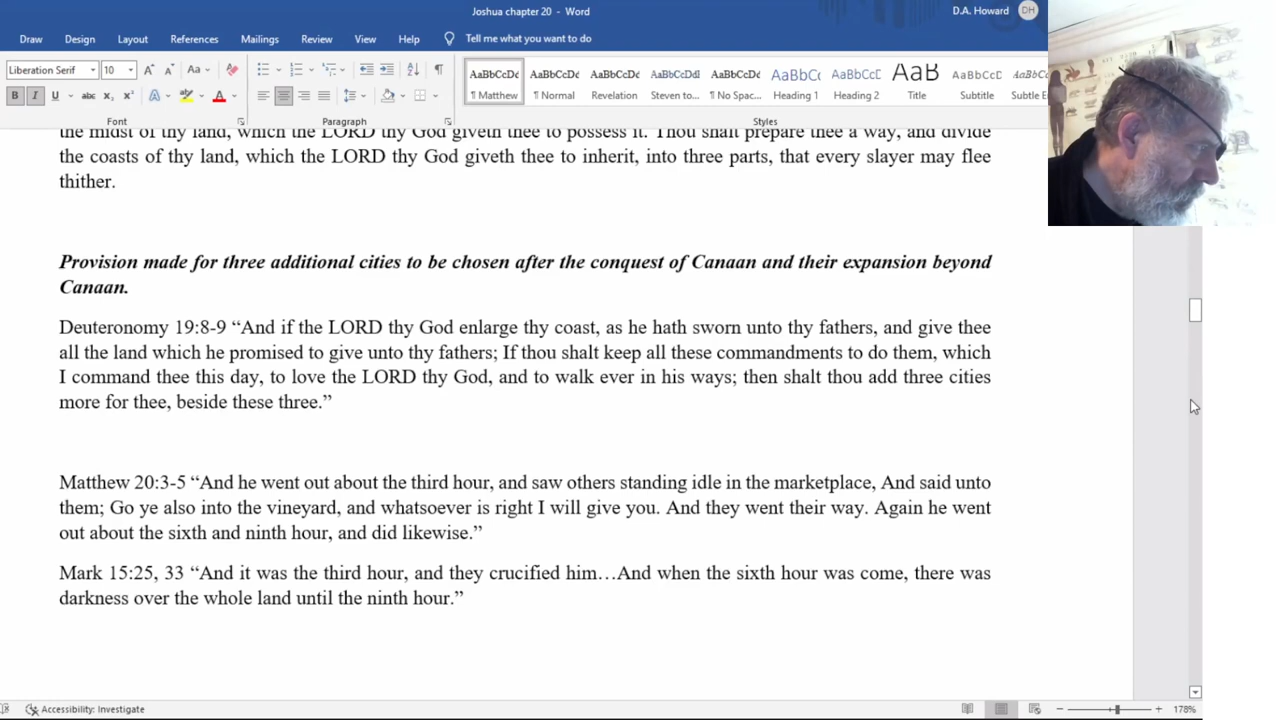 Joshua chapter 20 - Word
D.A. Howard
DH
Draw Design Layout References Mailings Review View Help Tell me what you want to do
Liberation Serif 10 Aa
AaBbCcDc AaBbCcDc AaBbCcDc AaBbCcDdI AaBbCcDc AaBbC( AaBbCcD AaB AaBbCcD AaBbCcD
¶ Matthew ¶ Normal Revelation Steven to... ¶ No Spac... Heading 1 Heading 2 Title Subtitle Subtle E
Font Paragraph Styles
the midst of thy land, which the LORD thy God giveth thee to possess it. Thou shalt prepare thee a way, and divide
the coasts of thy land, which the LORD thy God giveth thee to inherit, into three parts, that every slayer may flee
thither.
Provision made for three additional cities to be chosen after the conquest of Canaan and their expansion beyond
Canaan.
Deuteronomy 19:8-9 “And if the LORD thy God enlarge thy coast, as he hath sworn unto thy fathers, and give thee
all the land which he promised to give unto thy fathers; If thou shalt keep all these commandments to do them, which
I command thee this day, to love the LORD thy God, and to walk ever in his ways; then shalt thou add three cities
more for thee, beside these three.”
Matthew 20:3-5 “And he went out about the third hour, and saw others standing idle in the marketplace, And said unto
them; Go ye also into the vineyard, and whatsoever is right I will give you. And they went their way. Again he went
out about the sixth and ninth hour, and did likewise.”
Mark 15:25, 33 “And it was the third hour, and they crucified him…And when the sixth hour was come, there was
darkness over the whole land until the ninth hour.”
Accessibility: Investigate
178%